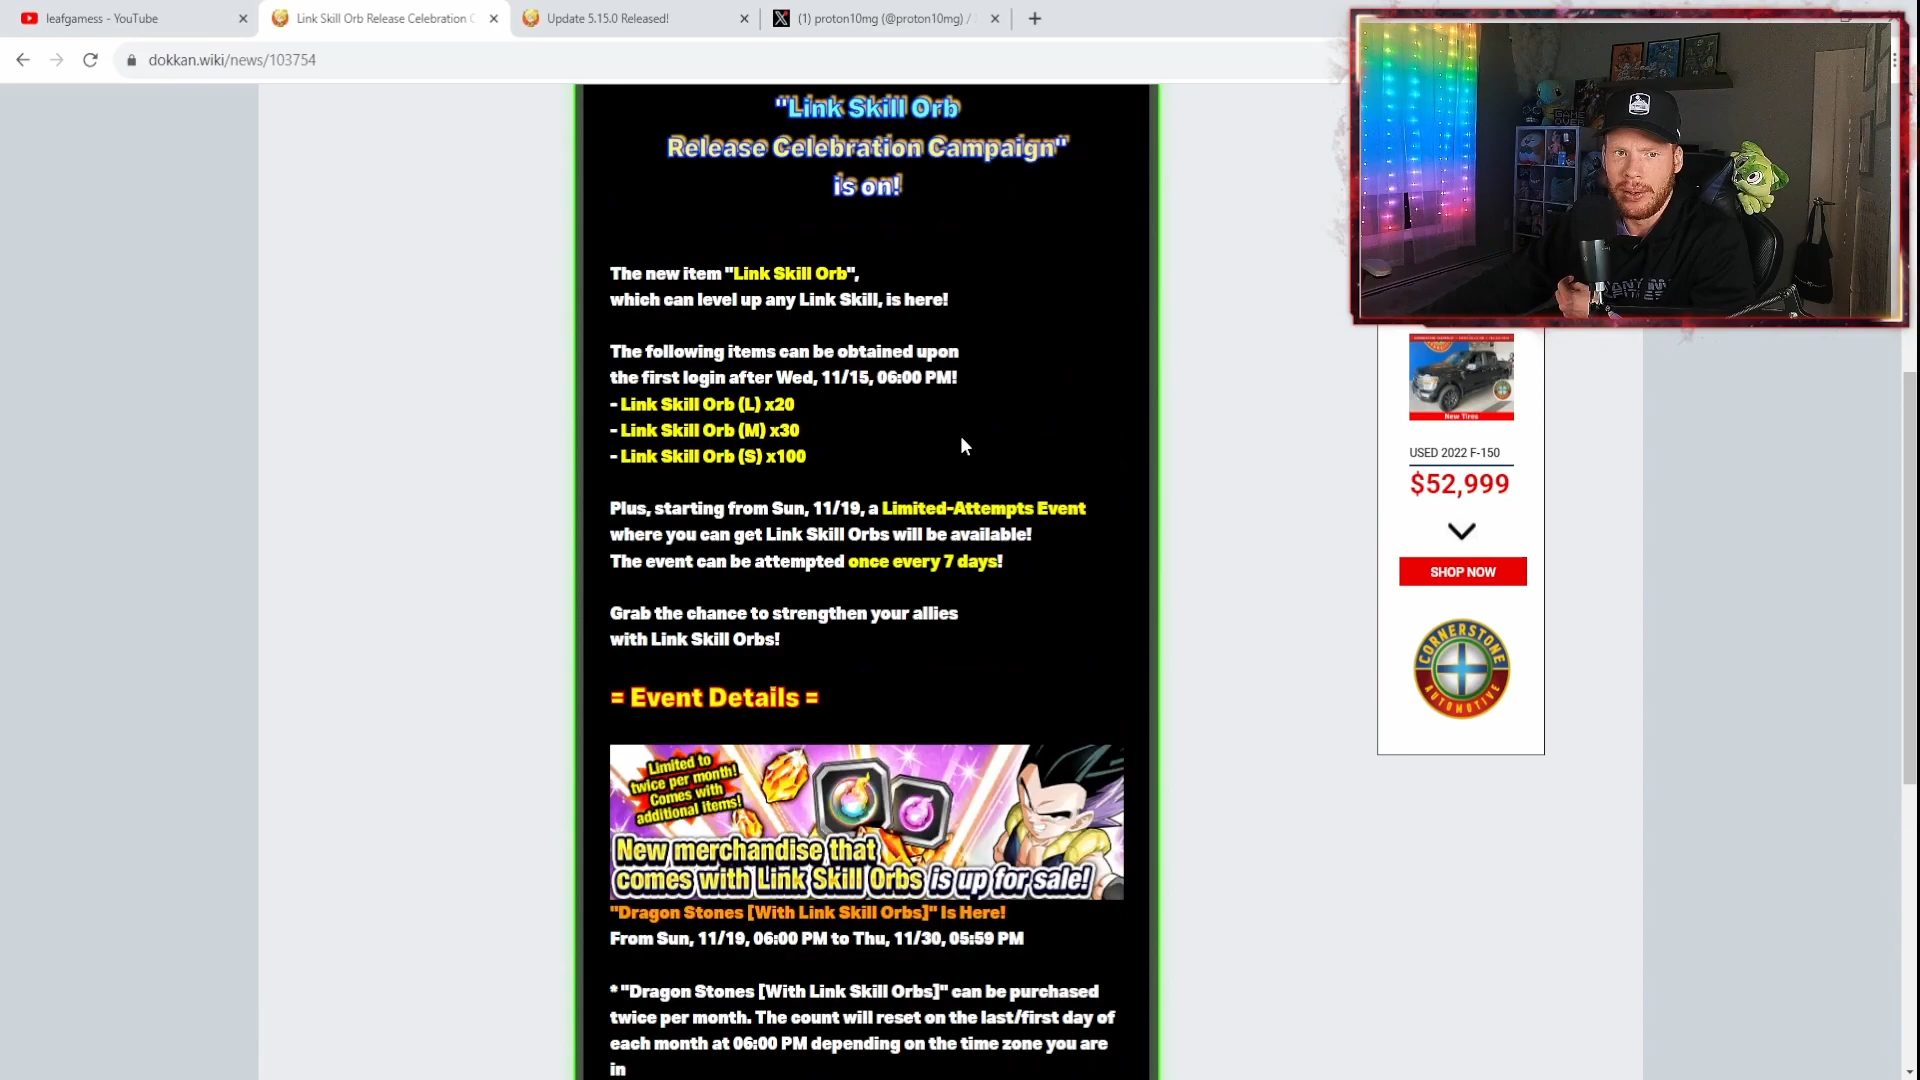 leafgamess - YouTube
Link Skill Orb Release Celebration C
Update 5.15.0 Released!
(1) proton10mg (@proton10mg) /
dokkan.wiki/news/103754
"Link Skill Orb
Release Celebration Campaign"
is on!
The new item "Link Skill Orb",
which can level up any Link Skill, is here!
The following items can be obtained upon
the first login after Wed, 11/15, 06:00 PM!
- Link Skill Orb (L) x20
- Link Skill Orb (M) x30
- Link Skill Orb (S) x100
Plus, starting from Sun, 11/19, a Limited-Attempts Event
where you can get Link Skill Orbs will be available!
The event can be attempted once every 7 days!
Grab the chance to strengthen your allies
with Link Skill Orbs!
= Event Details =
Limited to
twice per month!
Comes with
additional items!
New merchandise that
comes with Link Skill Orbs is up for sale!
"Dragon Stones [With Link Skill Orbs]" Is Here!
From Sun, 11/19, 06:00 PM to Thu, 11/30, 05:59 PM
* "Dragon Stones [With Link Skill Orbs]" can be purchased
twice per month. The count will reset on the last/first day of
each month at 06:00 PM depending on the time zone you are
in
GAME
OVER
New Tires
USED 2022 F-150
$52,999
SHOP NOW
CORNERSTONE
AUTOMOTIVE